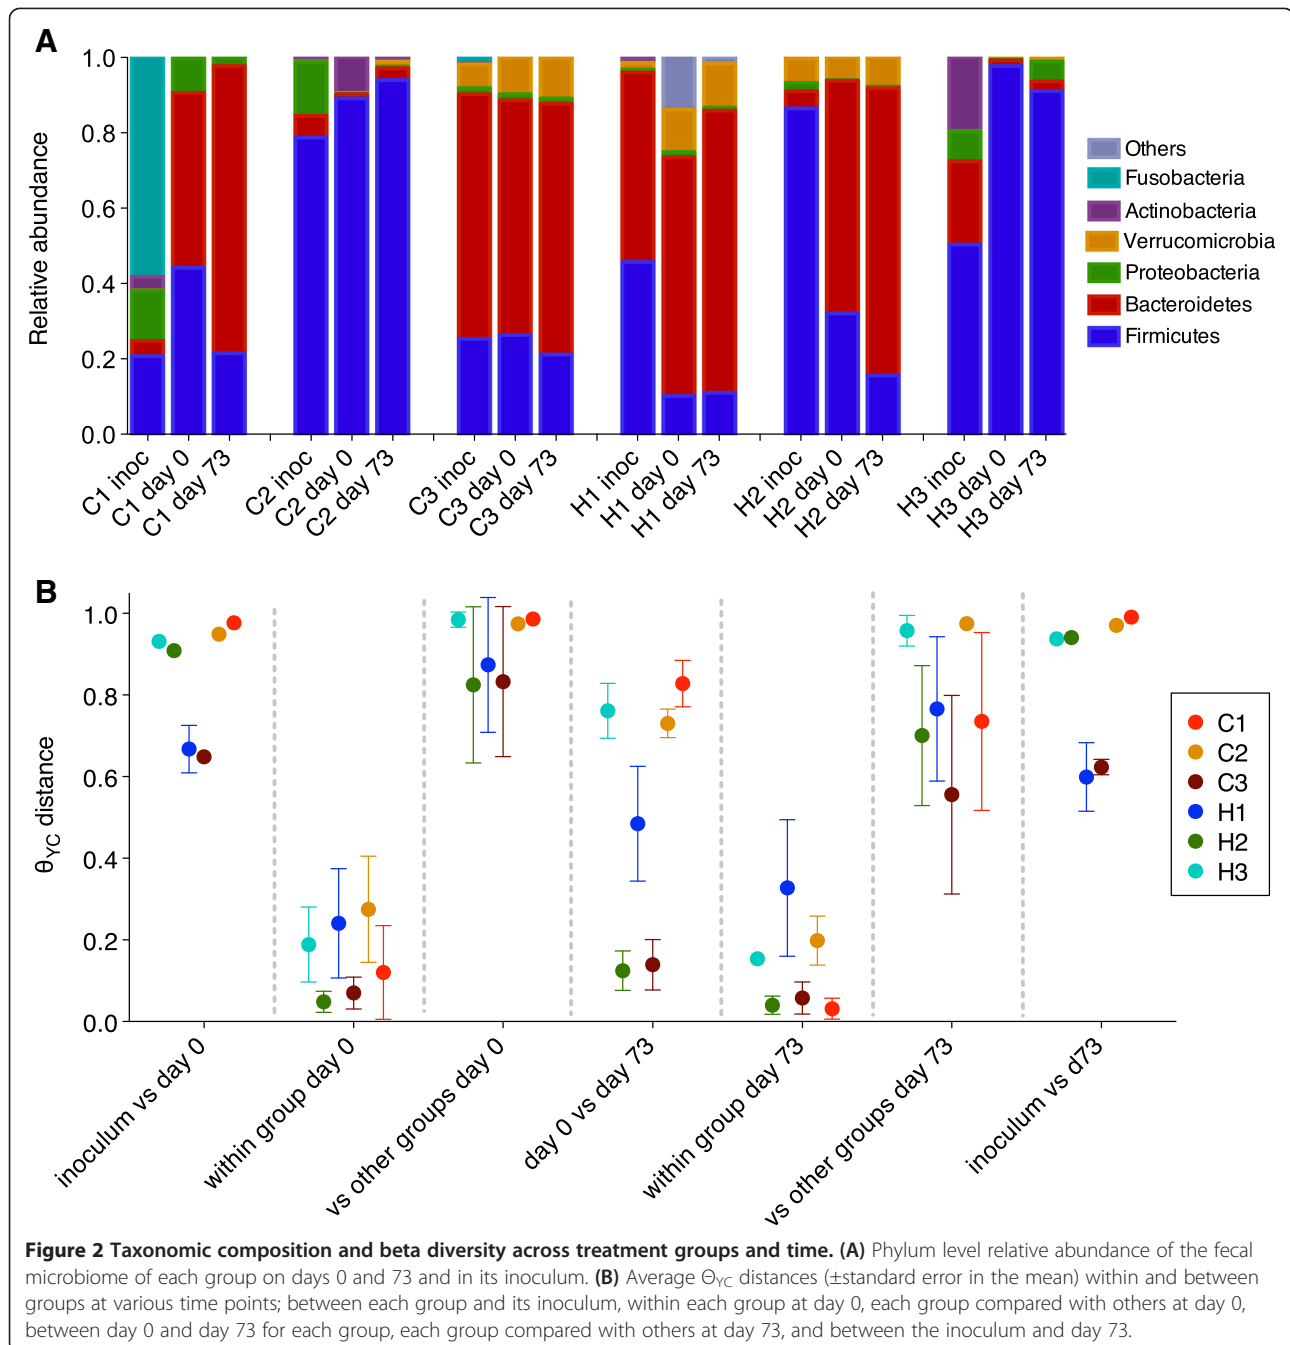 A
1.0
0.8
0.6
0.4
0.2
0.0
Relative abundance
C1 inoc
C1 day 0
C1 day 73
C2 inoc
C2 day 0
C2 day 73
C3 inoc
C3 day 0
C3 day 73
H1 inoc
H1 day 0
H1 day 73
H2 inoc
H2 day 0
H2 day 73
H3 inoc
H3 day 0
H3 day 73
Others
Fusobacteria
Actinobacteria
Verrucomicrobia
Proteobacteria
Bacteroidetes
Firmicutes
B
1.0
0.8
0.6
0.4
0.2
0.0
θYC distance
inoculum vs day 0
within group day 0
vs other groups day 0
day 0 vs day 73
within group day 73
vs other groups day 73
inoculum vs d73
C1
C2
C3
H1
H2
H3
Figure 2 Taxonomic composition and beta diversity across treatment groups and time. (A) Phylum level relative abundance of the fecal
microbiome of each group on days 0 and 73 and in its inoculum. (B) Average ΘYC distances (±standard error in the mean) within and between
groups at various time points; between each group and its inoculum, within each group at day 0, each group compared with others at day 0,
between day 0 and day 73 for each group, each group compared with others at day 73, and between the inoculum and day 73.